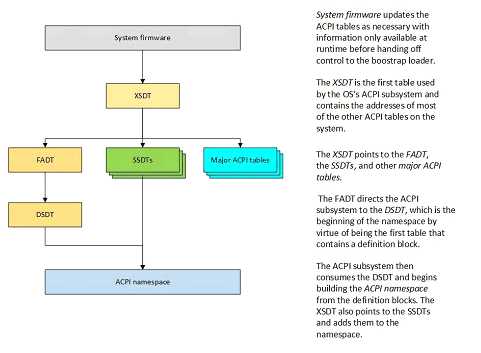 System firmware
XSDT
FADT
SSDTs
Major ACPI tables
DSDT
ACPI namespace
System firmware updates the
ACPI tables as necessary with
information only available at
runtime before handing off
control to the boostrap loader.
The XSDT is the first table used
by the OS's ACPI subsystem and
contains the addresses of most
of the other ACPI tables on the
system.
The XSDT points to the FADT,
the SSDTs, and other major ACPI
tables.
The FADT directs the ACPI
subsystem to the DSDT, which is the
beginning of the namespace by
virtue of being the first table that
contains a definition block.
The ACPI subsystem then
consumes the DSDT and begins
building the ACPI namespace
from the definition blocks. The
XSDT also points to the SSDTs
and adds them to the
namespace.